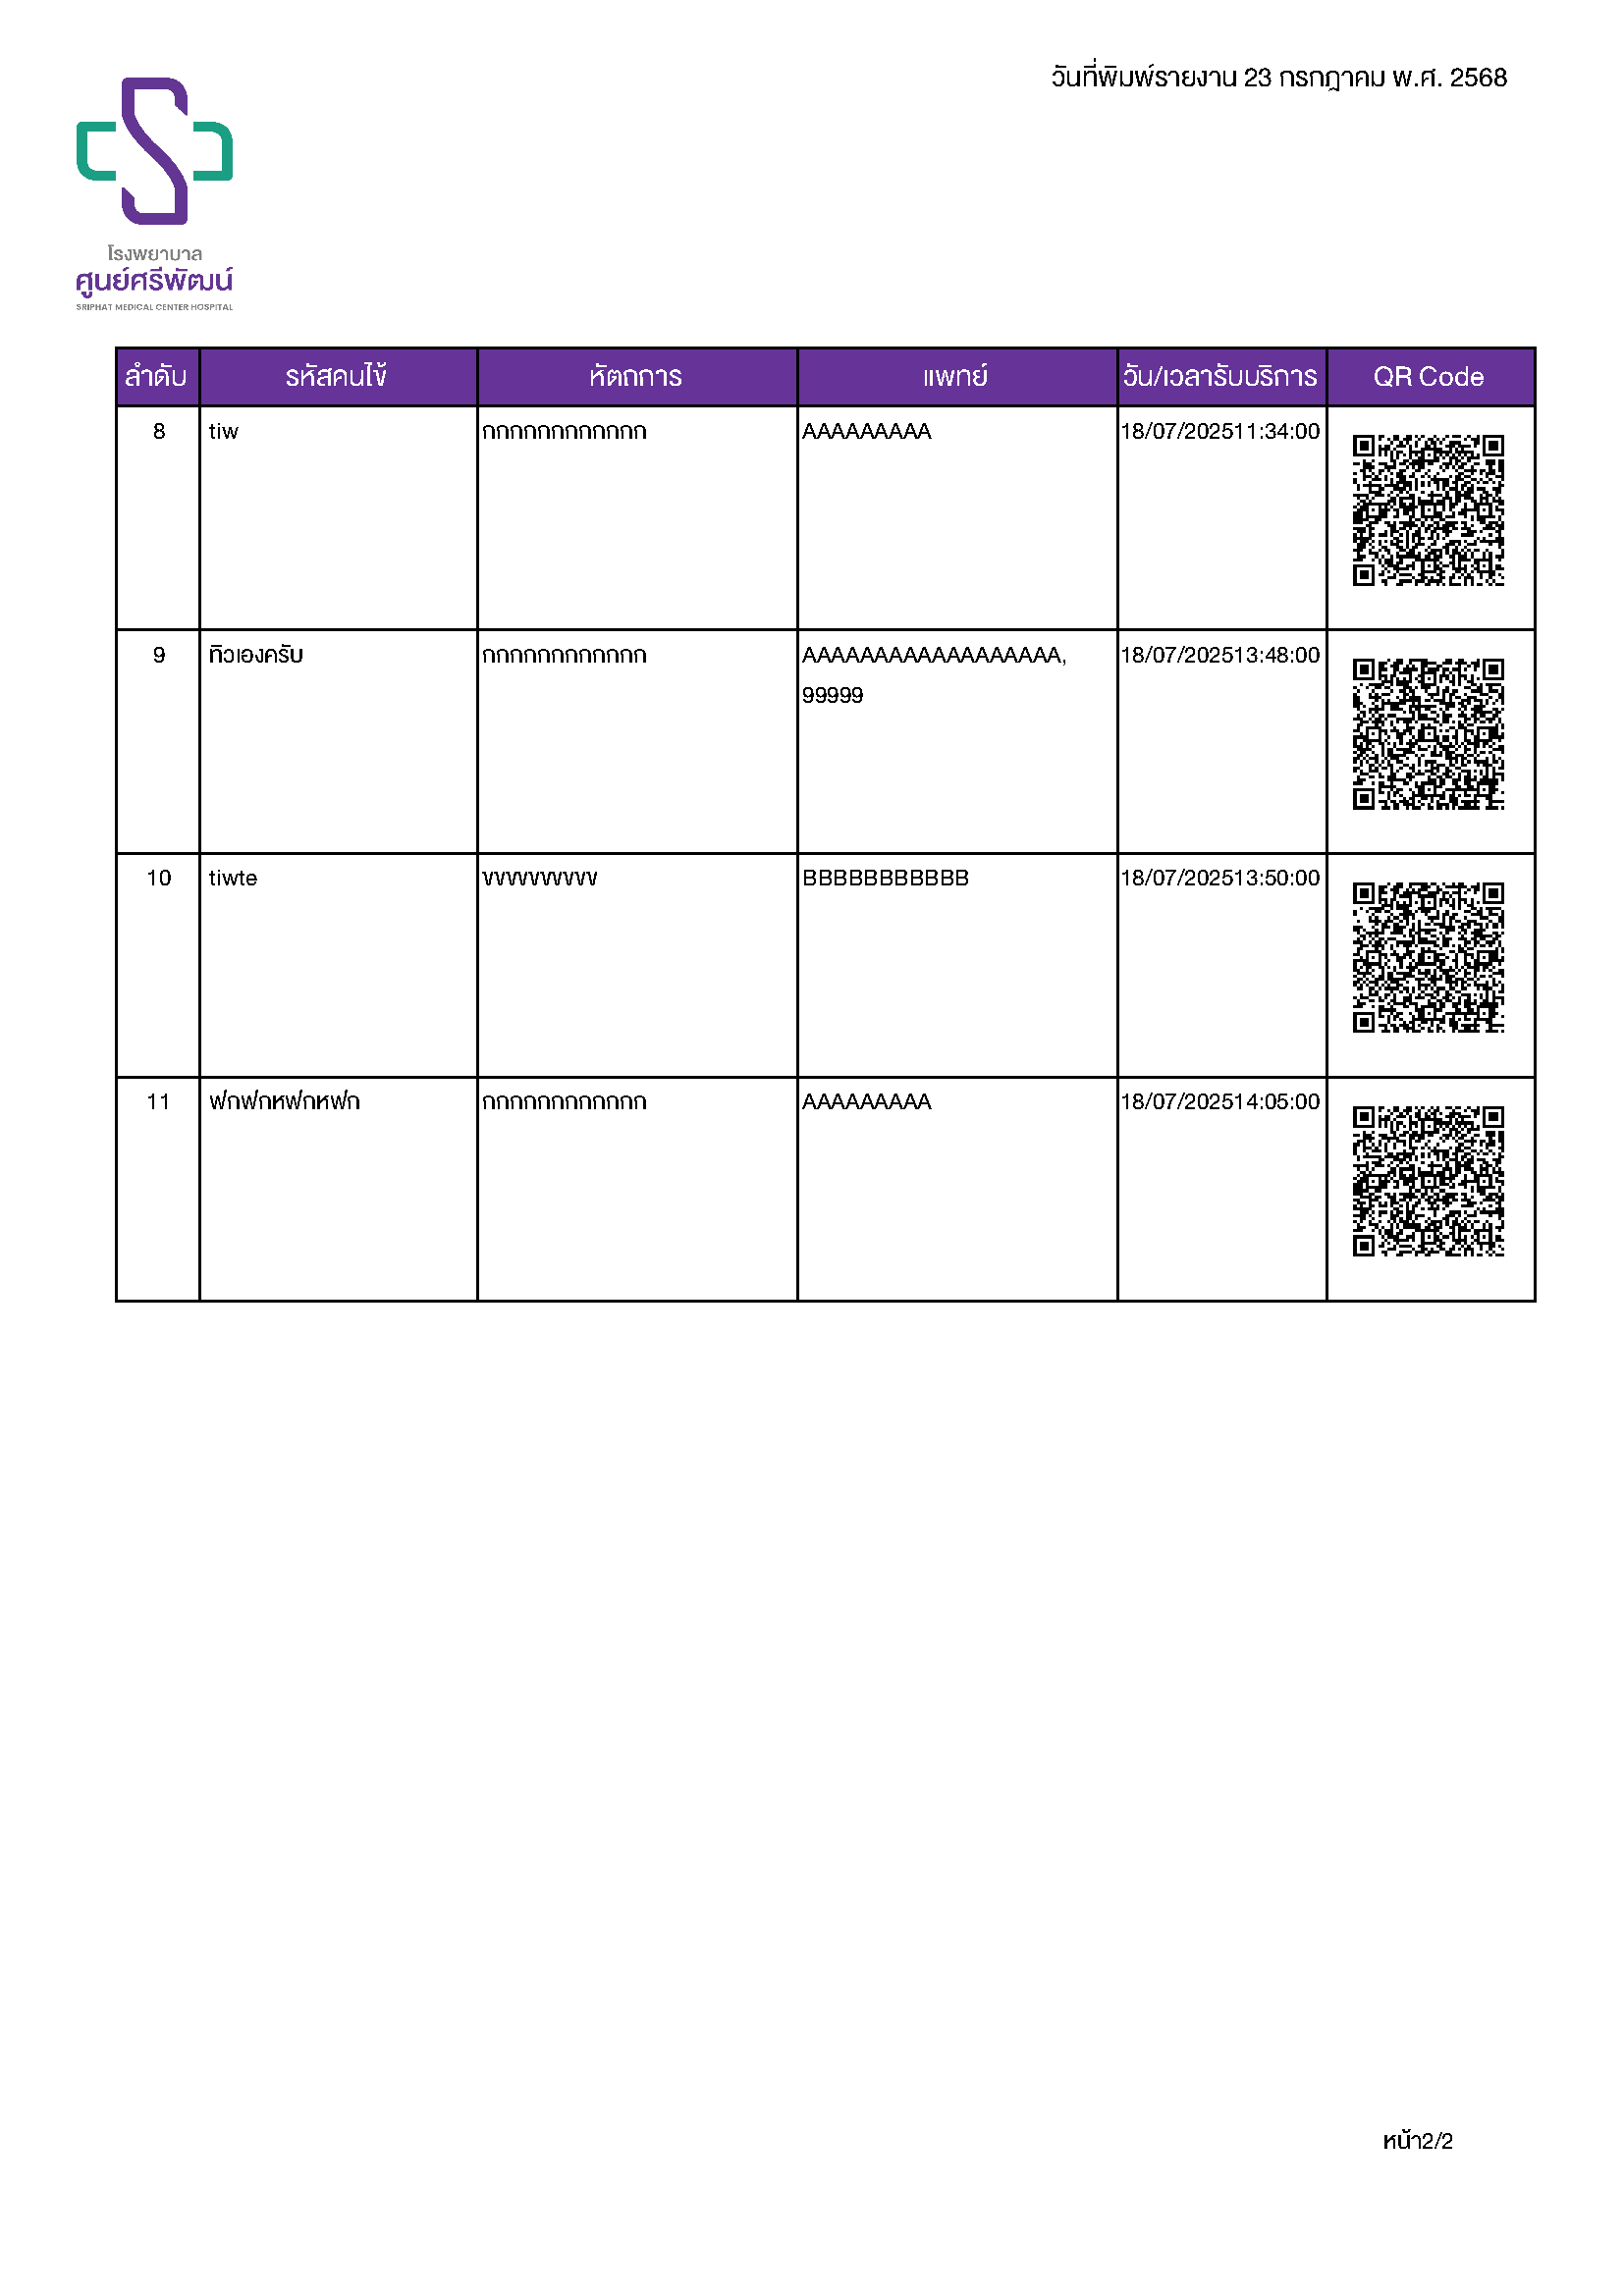 วันที่พิมพ์รายงาน 23 กรกฎาคม พ.ศ. 2568
โรงพยาบาล
ศูนย์ศรีพัฒน์
SRIPHAT MEDICAL CENTER HOSPITAL
ลำดับ รหัสคนไข้ หัตถการ แพทย์ วัน/เวลารับบริการ QR Code
8 tiw กกกกกกกกกกกก AAAAAAAAA 18/07/202511:34:00
9 ทิวเองครับ กกกกกกกกกกกก AAAAAAAAAAAAAAAAAA, 18/07/202513:48:00
99999
10 tiwte vvvvvvvvvv BBBBBBBBBBB 18/07/202513:50:00
11 ฟกฟกหฟกหฟก กกกกกกกกกกกก AAAAAAAAA 18/07/202514:05:00
หน้า2/2